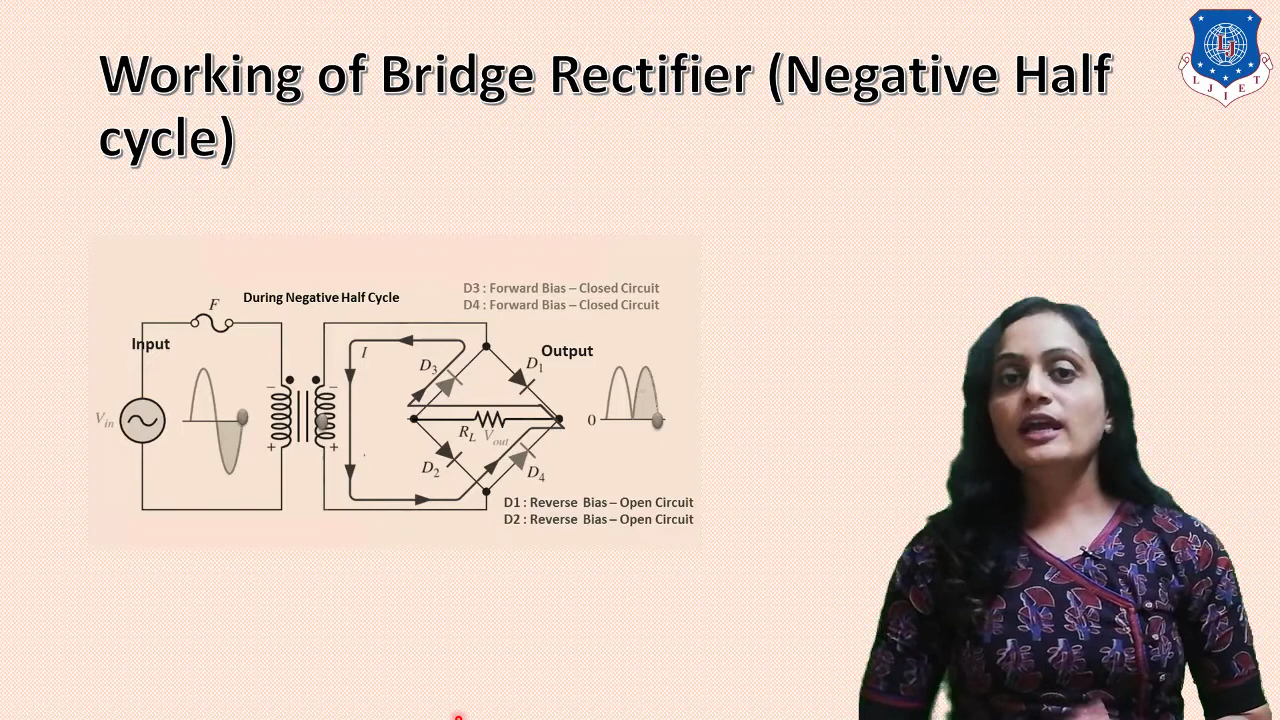 Working of Bridge Rectifier (Negative Half
cycle)
L J I E T
LJ
During Negative Half Cycle
D3 : Forward Bias – Closed Circuit
D4 : Forward Bias – Closed Circuit
F
Input
I
D3
D1
Output
Vin
− −
RL Vout
0
+ +
D2
D4
D1 : Reverse Bias – Open Circuit
D2 : Reverse Bias – Open Circuit